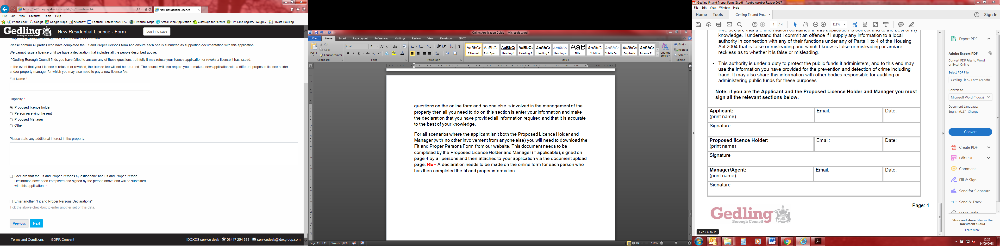 https://test2.staging.idoxds.com/dsfx/xp/form/launch#
New Residential Licence
File Edit View Favorites Tools Help
Phone book Google Google Maps newsnow Football - Latest News, Tr... Historical Maps ArcGIS Web Application ClassDojo for Parents HM Land Registry We gu... Private Housing
Gedling
Borough Council
New Residential Licence - Form
Log in to save
Proper questionnaire and sign the corresponding declaration.
Please confirm all parties who have completed the Fit and Proper Persons form and ensure each one is submitted as supporting documentation with this application.
We cannot issue a licence until we have a declaration that includes all the people described above.
If Gedling Borough Council finds you have failed to answer any of these questions truthfully it may refuse your licence application or revoke a licence it has issued.
In the event that your Licence is refused or revoked, the licence fee will not be returned. The council will also require you to make a new application with a different proposed licence holder
and/or property manager for which you may also need to pay a new licence fee.
Full Name *
Capacity *
Proposed licence holder
Person receiving the rent
Proposed Manager
Other
Please state any additional interest in the property.
I declare that the Fit and Proper Persons Questionnaire and Fit and Proper Person
Declaration have been completed and signed by the person above and will be submitted
with this application. *
Enter another "Fit and Proper Persons Declarations"
Tick the above checkbox to enter another set of this data.
Previous Next
Terms and Conditions GDPR Consent IDOXDS service desk 08447 254 333 servicedesk@idoxgroup.com
Online Application Guide - Microsoft Word
File Home Insert Page Layout References Mailings Review View Developer IDOX
Paste
Cut
Copy
Format Painter
Clipboard
Arial 12
Font
Paragraph
AaBbCc AaBbCc AaBbCc AaBbCc AaBbCc AaBbCcI AaB AaBbCc AaBbCc AaBbCc AaBbCc
¶ Normal ¶ No Spaci... Heading 1 Heading 2 Heading 3 Heading 4 Title Subtitle Subtle Em... Emphasis Intense E...
Styles
Change
Styles
Find
Replace
Select
Editing
questions on the online form and no one else is involved in the management of the
property then all you need to do on this section is enter your information and make
the declaration that you have provided all information required and that it is accurate
to the best of your knowledge.
For all scenarios where the applicant isn't both the Proposed Licence Holder and
Manager (with no other involvement from anyone else) you will need to download the
Fit and Proper Persons Form from our website. This document needs to be
completed by the Proposed Licence Holder and Manager (if applicable), signed on
page 4 by all persons and then attached to your application via the document upload
page. REF A declaration needs to be made on the online form for each person who
has then completed the fit and proper information.
Page: 11 of 11 Words: 3,080 120%
Gedling Fit and Proper Form (2).pdf - Adobe Acrobat Reader 2017
File Edit View Window Help
Home Tools Gedling Fit and Pro... Sign In
4 / 4 111%
I/we declare that the information contained in this application is correct and to the best of my
knowledge. I understand that I commit an offence if I supply any information to a local
authority in connection with any of their functions under any of Parts 1 to 4 of the Housing
Act 2004 that is false or misleading and which I know is false or misleading or am/are
reckless as to whether it is false or misleading.
• This authority is under a duty to protect the public funds it administers, and to this end may
use the information you have provided for the prevention and detection of crime including
fraud. It may also share this information with other bodies responsible for auditing or
administering public funds for these purposes.
Note: if you are the Applicant and the Proposed Licence Holder and Manager you must
sign all the relevant sections below.
Applicant: Email: Date:
(print name)
Signature
Proposed licence Holder: Email: Date:
(print name)
Signature
Manager/Agent: Email: Date:
(print name)
Signature
Page: 4
Gedling
Borough Council
8.27 x 11.69 in
Export PDF
Adobe Export PDF
Convert PDF Files to Word
or Excel Online
Select PDF File
Gedling Fit a... Form (2).pdf
Convert to
Microsoft Word (*.docx)
Document Language:
English (U.S.) Change
Convert
Create PDF
Edit PDF
Comment
Fill & Sign
Send for Signature
Send & Track
More Tools
Store and share files in the
Document Cloud
Learn More
12:26
14/09/2018